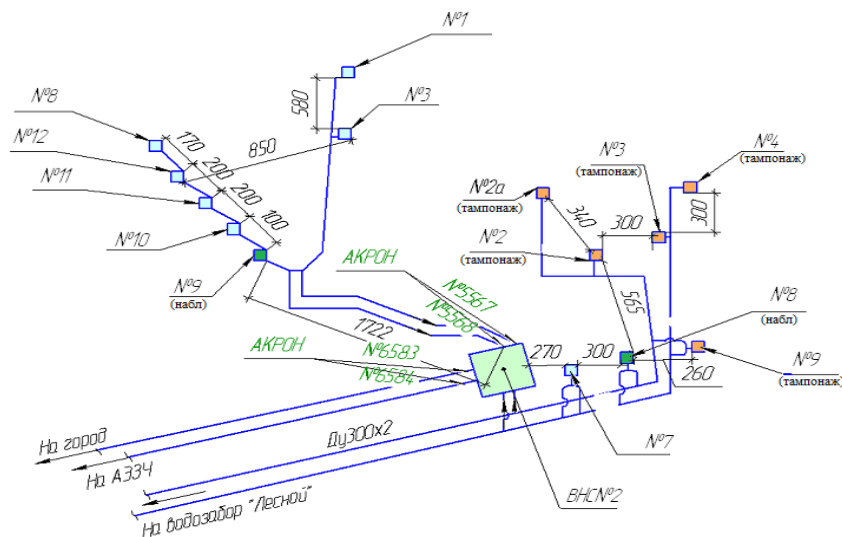 №1
№8
№3
№12
580
170
850
№11
200
№3
(тампонаж)
№4
(тампонаж)
200
№2а
(тампонаж)
№10
100
340
300
300
№2
(тампонаж)
АКРОН
№5567
№5568
№9
(набл)
565
№8
(набл)
1722
АКРОН
№6583
№6584
270
300
260
№9
(тампонаж)
На город
Ду300х2
№7
На АЭЗЧ
ВНС№2
На водозабор "Лесной"